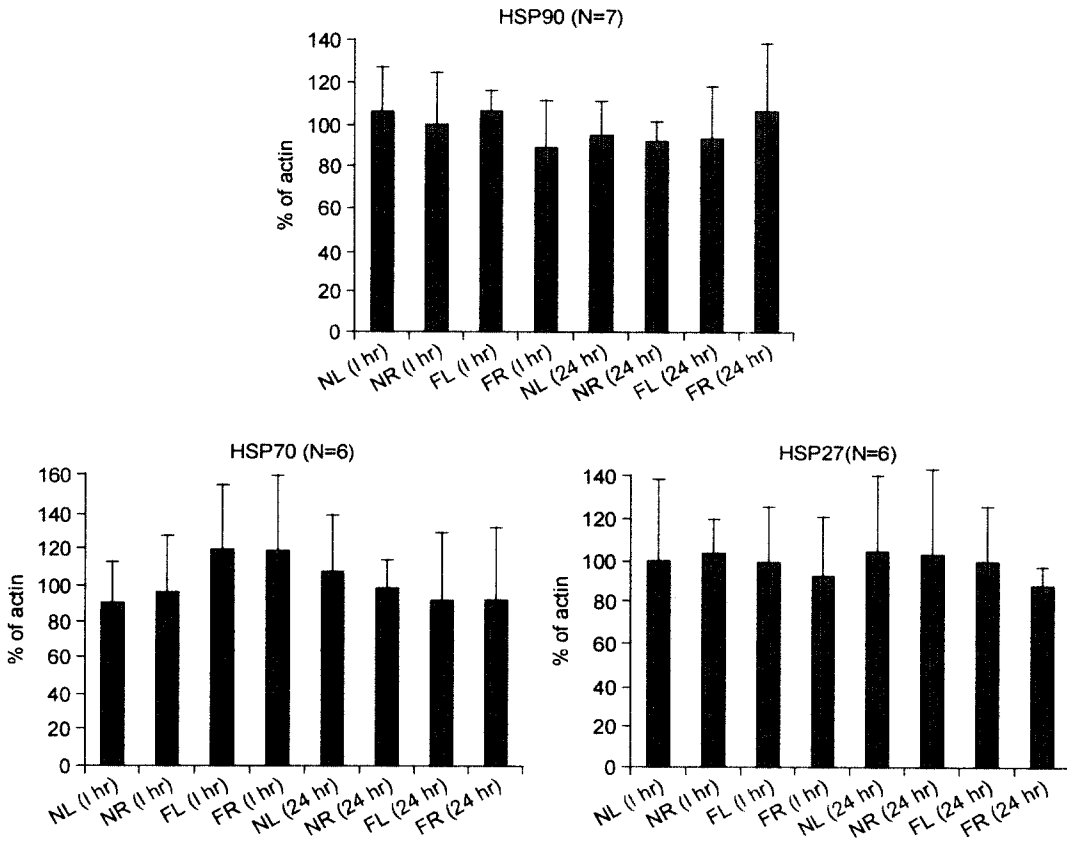 HSP90 (N=7)
140
120
100
80
60
40
20
0
% of actin
NL (l hr)
NR (l hr)
FL (l hr)
FR (l hr)
NL (24 hr)
NR (24 hr)
FL (24 hr)
FR (24 hr)
HSP70 (N=6)
160
140
120
100
80
60
40
20
0
% of actin
NL (l hr)
NR (l hr)
FL (l hr)
FR (l hr)
NL (24 hr)
NR (24 hr)
FL (24 hr)
FR (24 hr)
HSP27(N=6)
140
120
100
80
60
40
20
0
% of actin
NL (l hr)
NR (l hr)
FL (l hr)
FR (l hr)
NL (24 hr)
NR (24 hr)
FL (24 hr)
FR (24 hr)